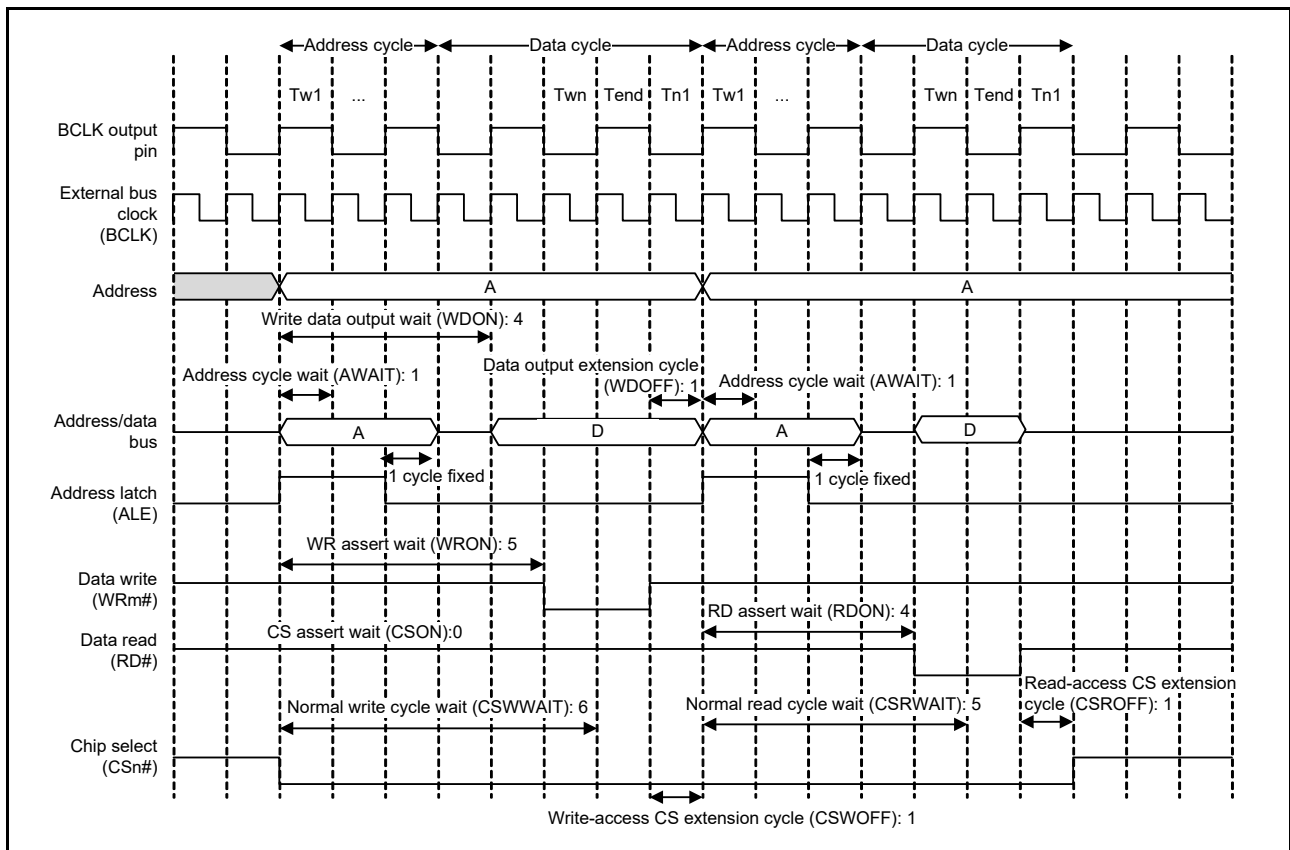 Address cycle
Data cycle
Address cycle
Data cycle
Tw1
...
Twn
Tend
Tn1
Tw1
...
Twn
Tend
Tn1
BCLK output
pin
External bus
clock
(BCLK)
Address
A
A
Write data output wait (WDON): 4
Data output extension cycle
(WDOFF): 1
Address cycle wait (AWAIT): 1
Address cycle wait (AWAIT): 1
Address/data
bus
A
D
A
D
1 cycle fixed
1 cycle fixed
Address latch
(ALE)
WR assert wait (WRON): 5
Data write
(WRm#)
RD assert wait (RDON): 4
CS assert wait (CSON):0
Data read
(RD#)
Read-access CS extension
cycle (CSROFF): 1
Normal write cycle wait (CSWWAIT): 6
Normal read cycle wait (CSRWAIT): 5
Chip select
(CSn#)
Write-access CS extension cycle (CSWOFF): 1